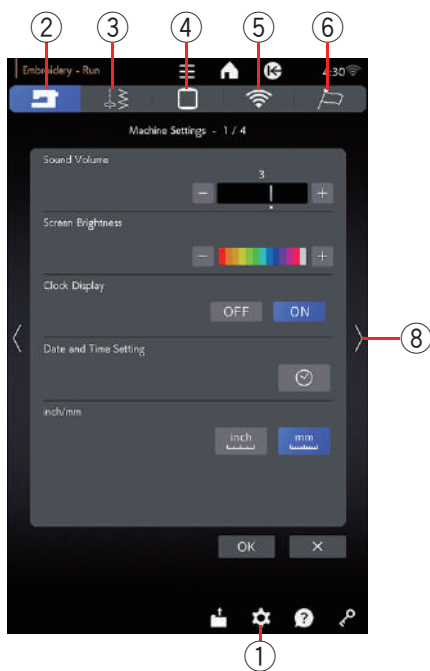 ② ③ ④ ⑤ ⑥
Embroidery - Run 4:30
Machine Settings - 1 / 4
Sound Volume
3
− +
Screen Brightness
− +
Clock Display
OFF ON
⑧
Date and Time Setting
inch/mm
inch mm
OK ×
①